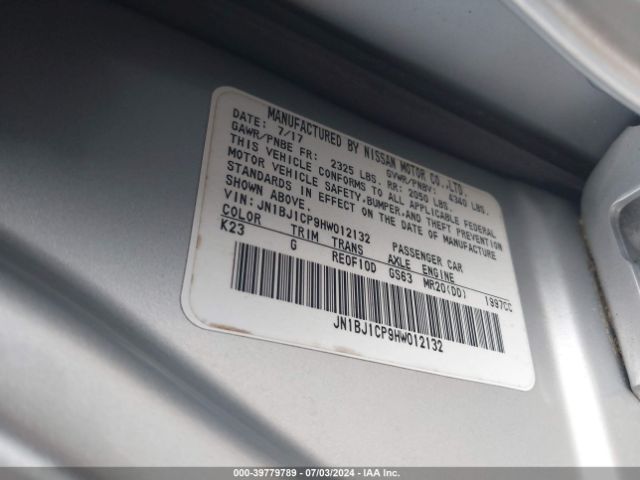 MANUFACTURED BY NISSAN MOTOR CO.,LTD.
DATE: 7/17 GVWR/PNBV: 4340 LBS.
GAWR/PNBE FR: 2325 LBS. RR: 2050 LBS.
THIS VEHICLE CONFORMS TO ALL APPLICABLE FEDERAL
MOTOR VEHICLE SAFETY,BUMPER,AND THEFT PREVENTION
STANDARDS IN EFFECT ON THE DATE OF MANUFACTURE
SHOWN ABOVE.
VIN: JN1BJ1CP9HW012132 PASSENGER CAR
COLOR TRIM TRANS AXLE ENGINE
K23 G RE0F10D GS63 MR20(DD) 1997CC
JN1BJ1CP9HW012132
000-39779789 - 07/03/2024 - IAA Inc.